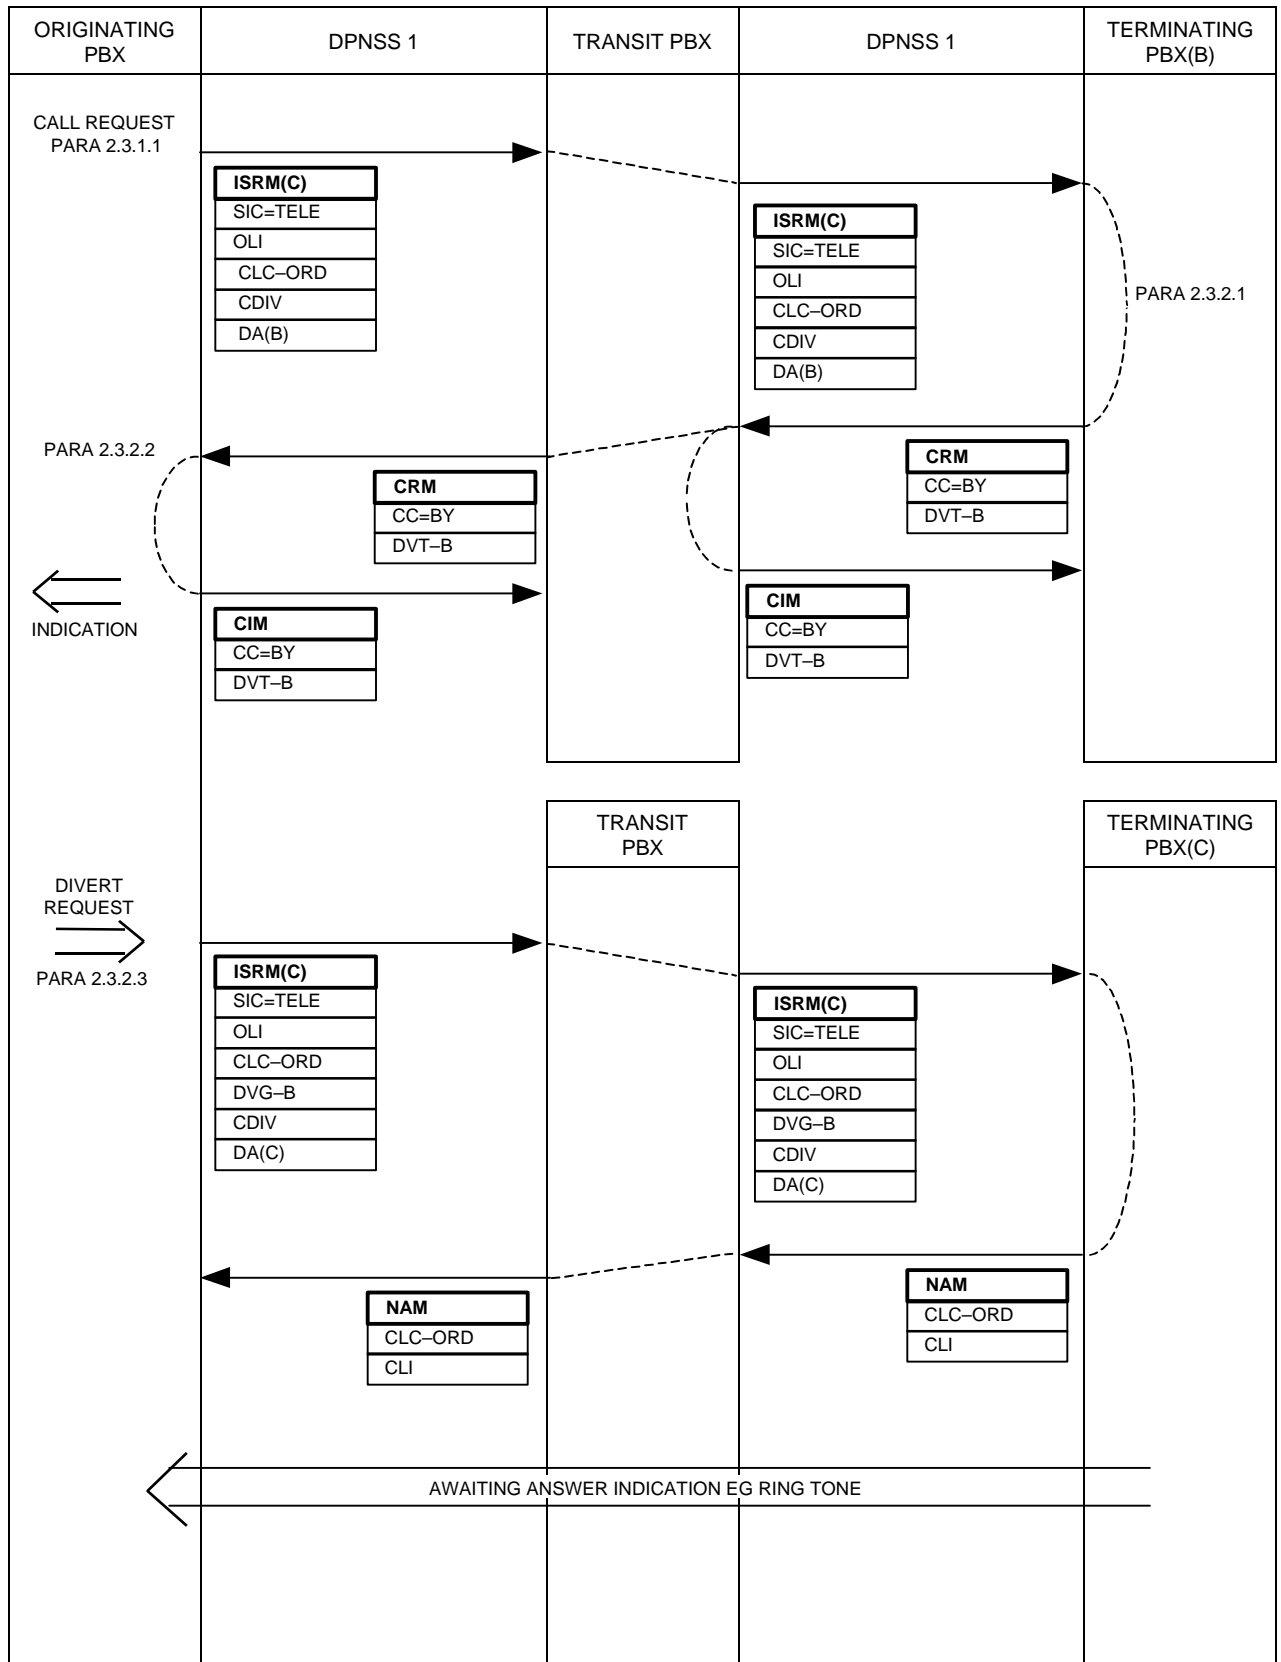 ORIGINATING
PBX
DPNSS 1
TRANSIT PBX
DPNSS 1
TERMINATING
PBX(B)
CALL REQUEST
PARA 2.3.1.1
ISRM(C)
SIC=TELE
OLI
CLC–ORD
CDIV
DA(B)
ISRM(C)
SIC=TELE
OLI
CLC–ORD
CDIV
DA(B)
PARA 2.3.2.1
PARA 2.3.2.2
CRM
CC=BY
DVT–B
CRM
CC=BY
DVT–B
INDICATION
CIM
CC=BY
DVT–B
CIM
CC=BY
DVT–B
TRANSIT
PBX
TERMINATING
PBX(C)
DIVERT
REQUEST
PARA 2.3.2.3
ISRM(C)
SIC=TELE
OLI
CLC–ORD
DVG–B
CDIV
DA(C)
ISRM(C)
SIC=TELE
OLI
CLC–ORD
DVG–B
CDIV
DA(C)
NAM
CLC–ORD
CLI
NAM
CLC–ORD
CLI
AWAITING ANSWER INDICATION EG RING TONE